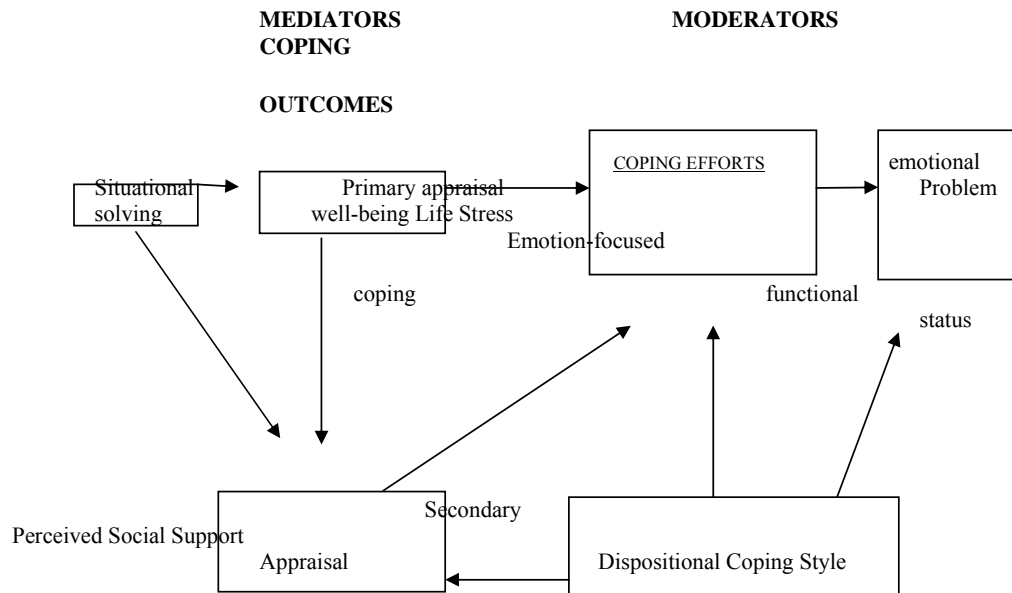 MEDIATORS MODERATORS
COPING
OUTCOMES
COPING EFFORTS emotional
Situational Primary appraisal Problem
solving well-being Life Stress
Emotion-focused
coping functional
status
Secondary
Perceived Social Support
Appraisal Dispositional Coping Style